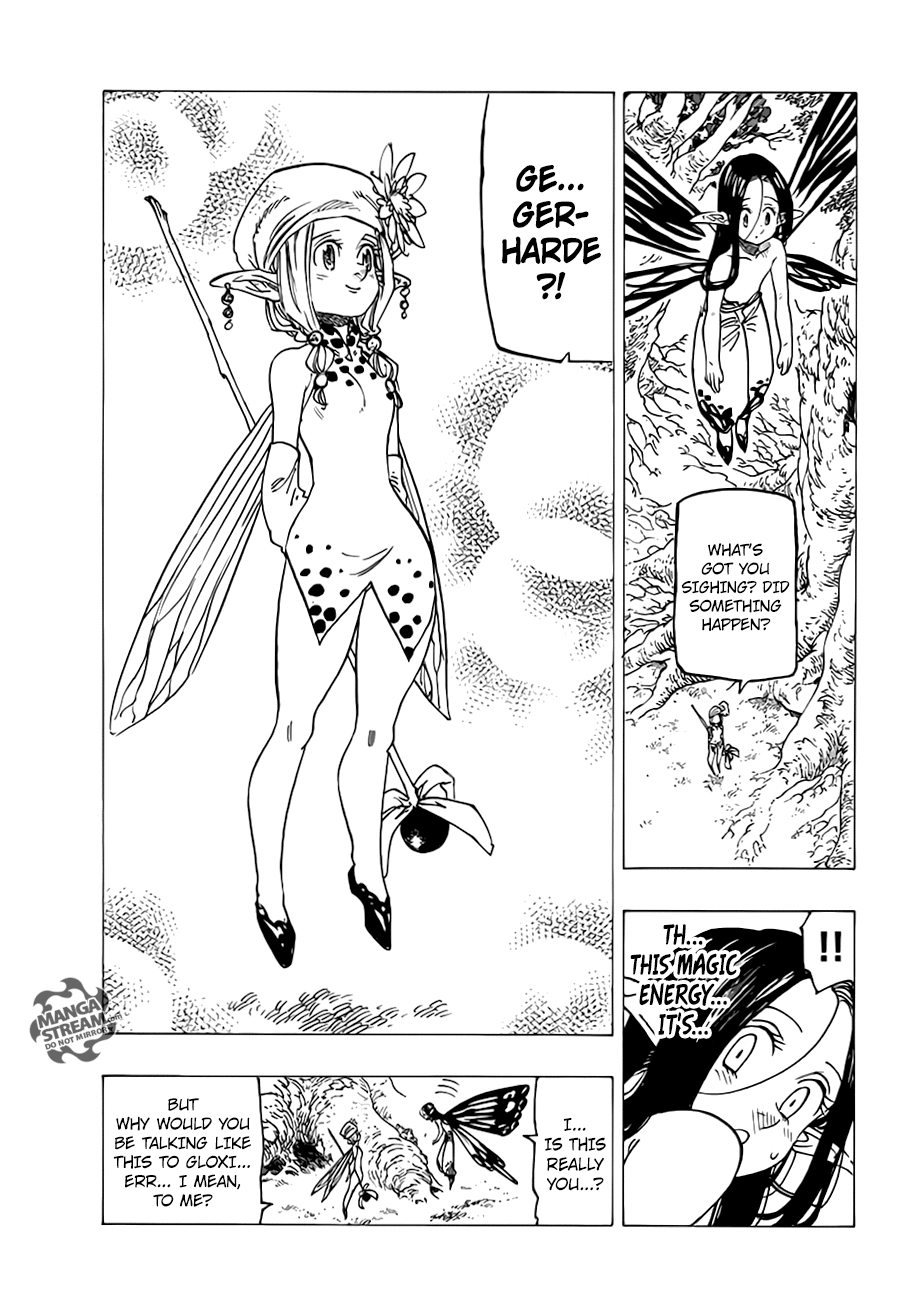 WHAT'S
GOT YOU
SIGHING? DID
SOMETHING
HAPPEN?
!!
TH...
THIS MAGIC
ENERGY...
IT'S...
GE...
GER-
HARDE
?!
I...
IS THIS
REALLY
YOU...?
BUT
WHY WOULD YOU
BE TALKING LIKE
THIS TO GLOXI...
ERR... I MEAN,
TO ME?
MANGA
STREAM.com
DO NOT MIRROR